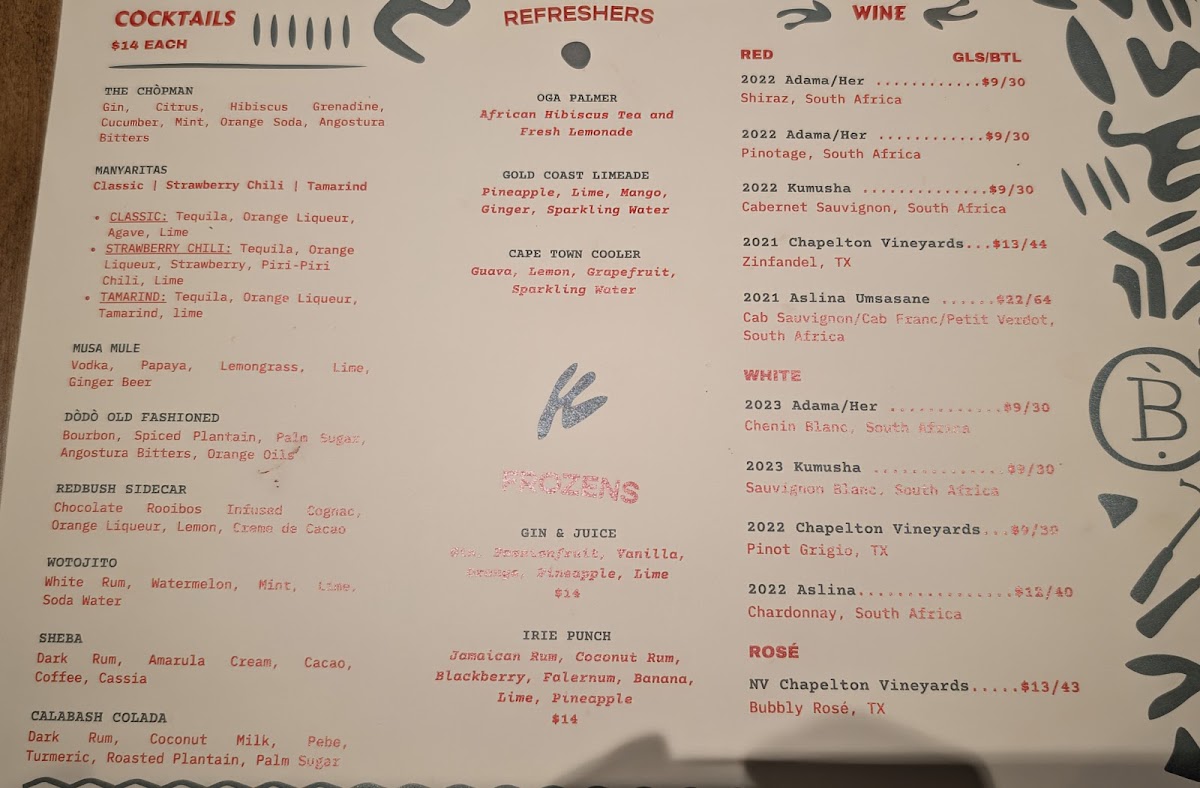 COCKTAILS
$14 EACH
THE CHÒPMAN
Gin, Citrus, Hibiscus Grenadine,
Cucumber, Mint, Orange Soda, Angostura
Bitters
MANYARITAS
Classic | Strawberry Chili | Tamarind
• CLASSIC: Tequila, Orange Liqueur,
Agave, Lime
• STRAWBERRY CHILI: Tequila, Orange
Liqueur, Strawberry, Piri-Piri
Chili, Lime
• TAMARIND: Tequila, Orange Liqueur,
Tamarind, lime
MUSA MULE
Vodka, Papaya, Lemongrass, Lime,
Ginger Beer
DÒDÒ OLD FASHIONED
Bourbon, Spiced Plantain, Palm Sugar,
Angostura Bitters, Orange Oils
REDBUSH SIDECAR
Chocolate Rooibos Infused Cognac,
Orange Liqueur, Lemon, Creme de Cacao
WOTOJITO
White Rum, Watermelon, Mint, Lime,
Soda Water
SHEBA
Dark Rum, Amarula Cream, Cacao,
Coffee, Cassia
CALABASH COLADA
Dark Rum, Coconut Milk, Pebe,
Turmeric, Roasted Plantain, Palm Sugar
REFRESHERS
OGA PALMER
African Hibiscus Tea and
Fresh Lemonade
GOLD COAST LIMEADE
Pineapple, Lime, Mango,
Ginger, Sparkling Water
CAPE TOWN COOLER
Guava, Lemon, Grapefruit,
Sparkling Water
FROZENS
GIN & JUICE
Gin, Passionfruit, Vanilla,
Orange, Pineapple, Lime
$14
IRIE PUNCH
Jamaican Rum, Coconut Rum,
Blackberry, Falernum, Banana,
Lime, Pineapple
$14
WINE
RED GLS/BTL
2022 Adama/Her ............$9/30
Shiraz, South Africa
2022 Adama/Her ............$9/30
Pinotage, South Africa
2022 Kumusha ..............$9/30
Cabernet Sauvignon, South Africa
2021 Chapelton Vineyards...$13/44
Zinfandel, TX
2021 Aslina Umsasane ......$22/64
Cab Sauvignon/Cab Franc/Petit Verdot,
South Africa
WHITE
2023 Adama/Her ............$9/30
Chenin Blanc, South Africa
2023 Kumusha ..............$9/30
Sauvignon Blanc, South Africa
2022 Chapelton Vineyards...$9/30
Pinot Grigio, TX
2022 Aslina................$12/40
Chardonnay, South Africa
ROSÉ
NV Chapelton Vineyards.....$13/43
Bubbly Rosé, TX
B̀.